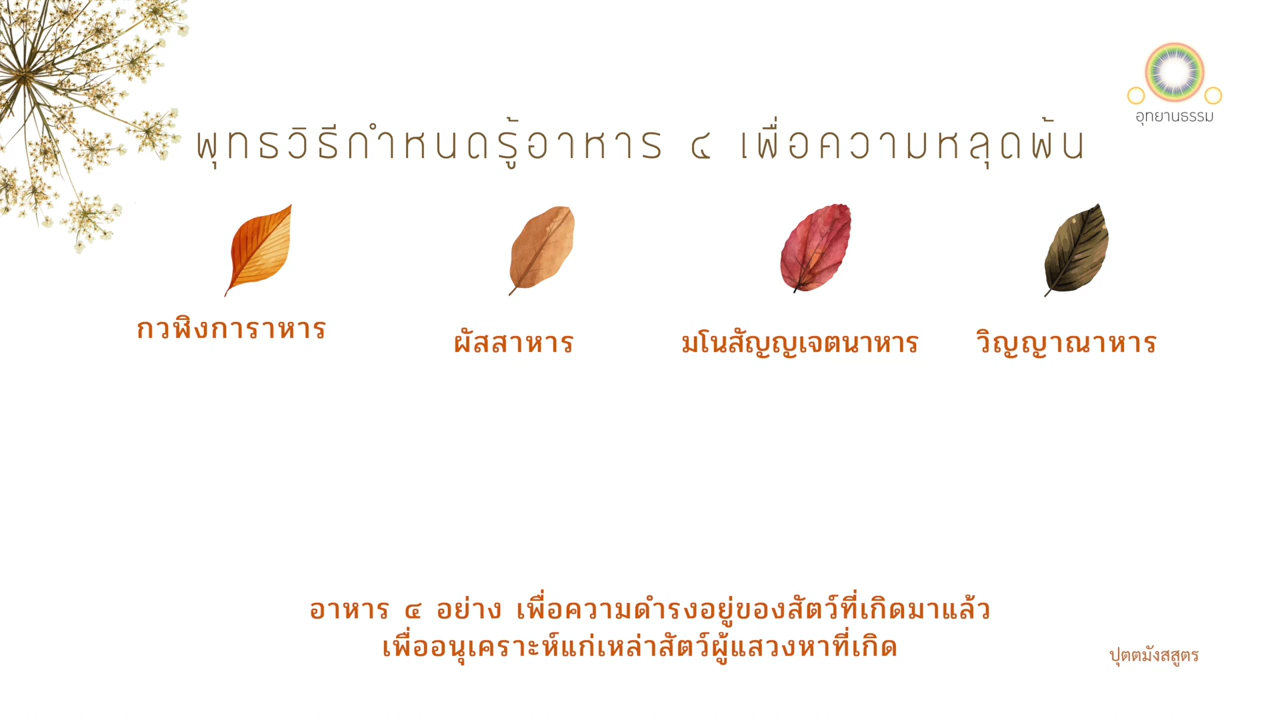 อุทยานธรรม
พุทธวิธีกำหนดรู้อาหาร ๔ เพื่อความหลุดพ้น
กวฬิงการาหาร
ผัสสาหาร
มโนสัญญเจตนาหาร
วิญญาณาหาร
อาหาร ๔ อย่าง เพื่อความดำรงอยู่ของสัตว์ที่เกิดมาแล้ว
เพื่ออนุเคราะห์แก่เหล่าสัตว์ผู้แสวงหาที่เกิด
ปุตตมังสสูตร